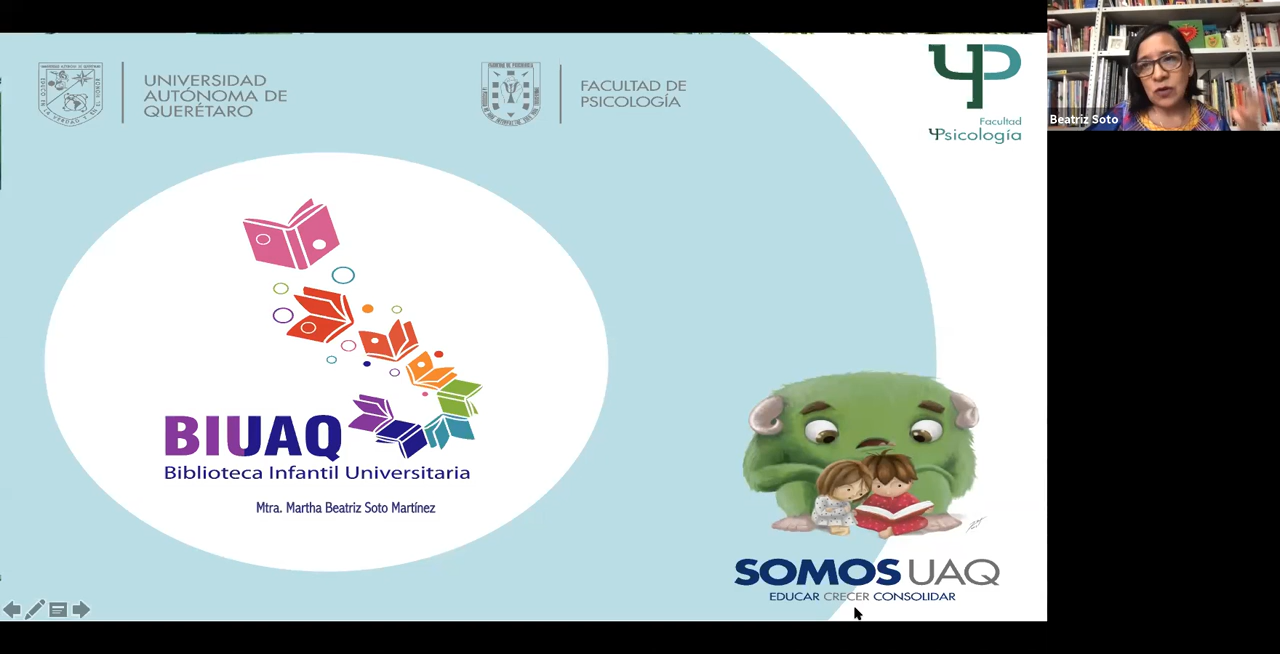 UNIVERSIDAD
AUTÓNOMA DE
QUERÉTARO
FACULTAD DE
PSICOLOGÍA
Facultad
Psicología
Beatriz Soto
BIUAQ
Biblioteca Infantil Universitaria
Mtra. Martha Beatriz Soto Martínez
SOMOS UAQ
EDUCAR CRECER CONSOLIDAR